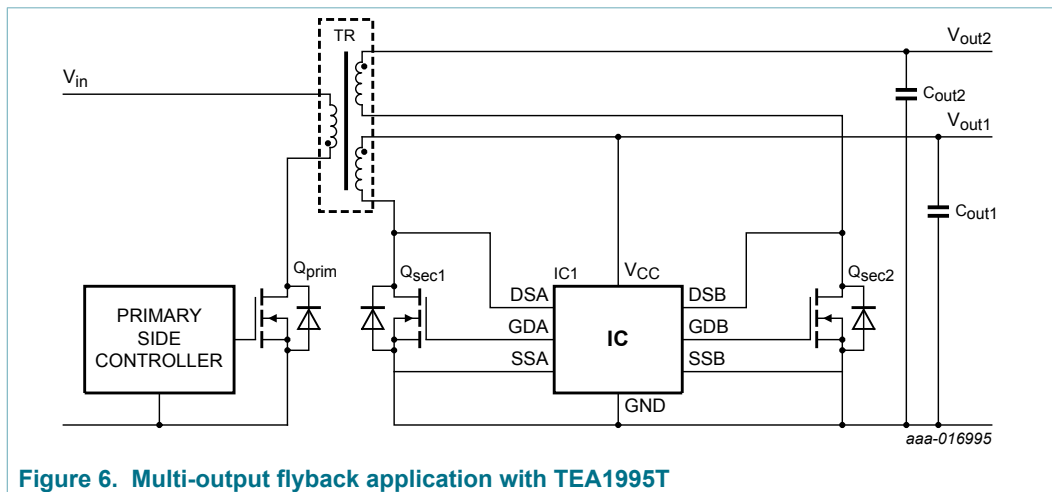 TR
Vout2
Vin
Cout2
Vout1
Cout1
Qprim
Qsec1
IC1
VCC
Qsec2
DSA
DSB
PRIMARY
SIDE
CONTROLLER
GDA
IC
GDB
SSA
SSB
GND
aaa-016995
Figure 6. Multi-output flyback application with TEA1995T